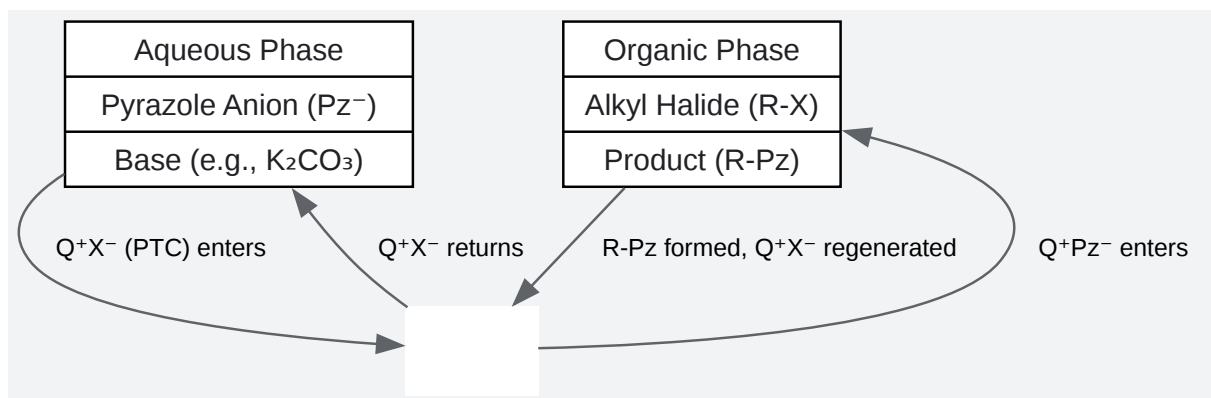 Aqueous Phase
Pyrazole Anion (Pz⁻)
Base (e.g., K₂CO₃)
Organic Phase
Alkyl Halide (R-X)
Product (R-Pz)
Q⁺X⁻ (PTC) enters
Q⁺X⁻ returns
R-Pz formed, Q⁺X⁻ regenerated
Q⁺Pz⁻ enters